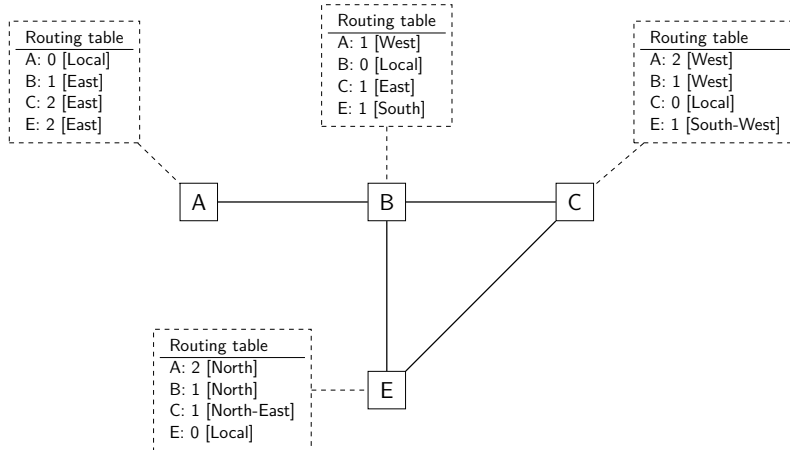 Routing table
A: 0 [Local]
B: 1 [East]
C: 2 [East]
E: 2 [East]
Routing table
A: 1 [West]
B: 0 [Local]
C: 1 [East]
E: 1 [South]
Routing table
A: 2 [West]
B: 1 [West]
C: 0 [Local]
E: 1 [South-West]
A
B
C
Routing table
A: 2 [North]
B: 1 [North]
C: 1 [North-East]
E: 0 [Local]
E